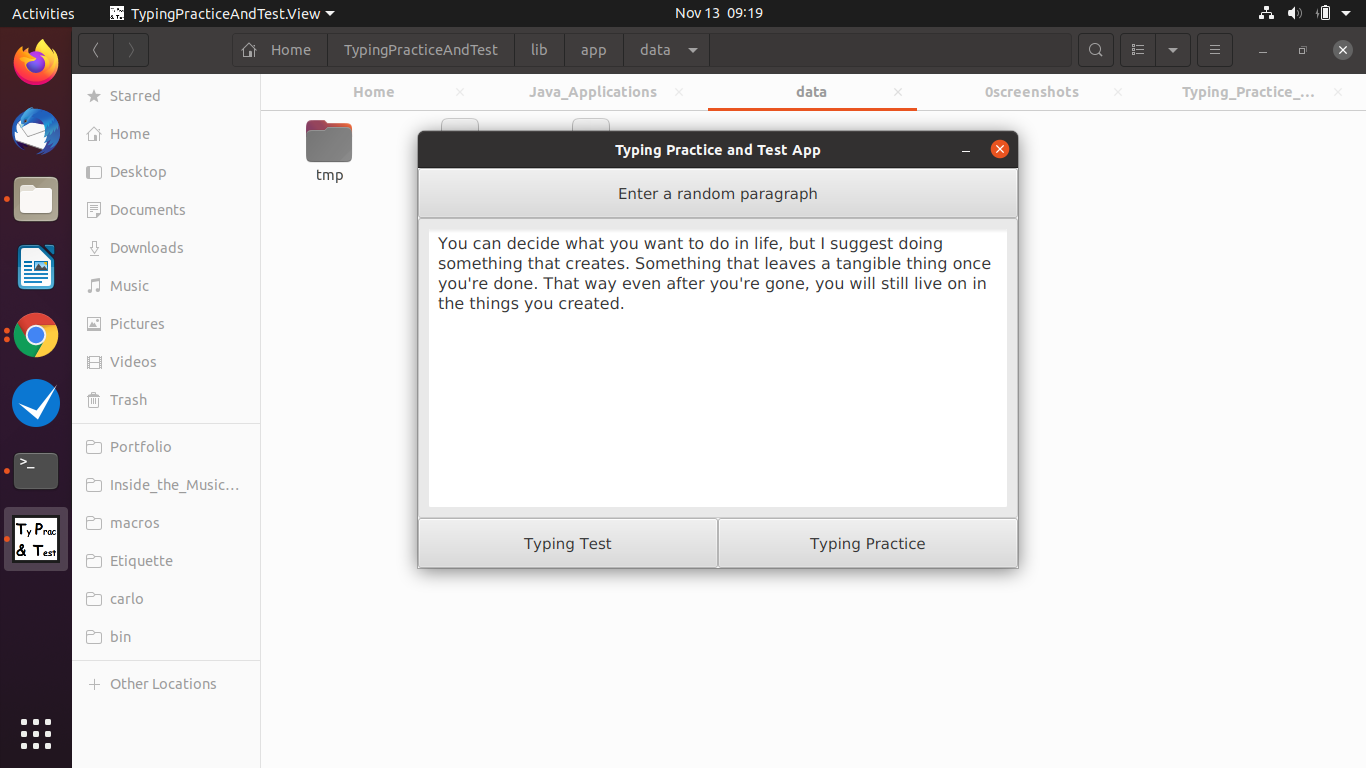 Activities
TypingPracticeAndTest.View
Nov 13 09:19
Home
TypingPracticeAndTest
lib
app
data
Starred
Home
Desktop
Documents
Downloads
Music
Pictures
Videos
Trash
Portfolio
Inside_the_Music…
macros
Etiquette
carlo
bin
Other Locations
>_
Ty Prac
& Test
Home
Java_Applications
data
0screenshots
Typing_Practice_…
tmp
Typing Practice and Test App
Enter a random paragraph
You can decide what you want to do in life, but I suggest doing
something that creates. Something that leaves a tangible thing once
you're done. That way even after you're gone, you will still live on in
the things you created.
Typing Test
Typing Practice